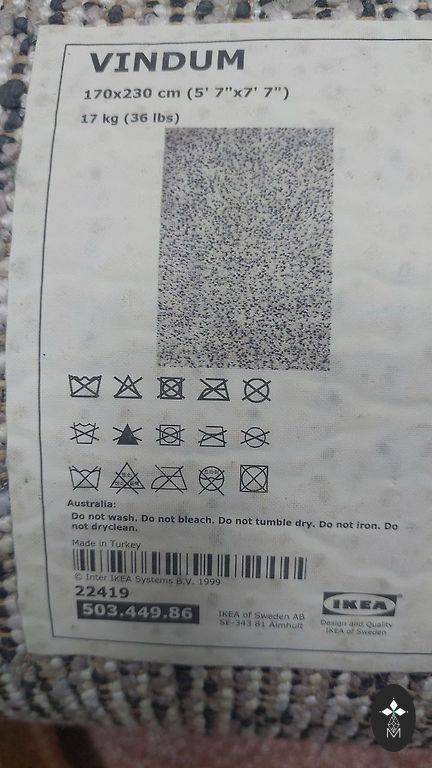 VINDUM
170x230 cm (5' 7"x7' 7")
17 kg (36 lbs)
Australia:
Do not wash. Do not bleach. Do not tumble dry. Do not iron. Do
not dryclean.
Made in Turkey
© Inter IKEA Systems B.V. 1999
22419
503.449.86
IKEA of Sweden AB
SE-343 81 Älmhult
IKEA
Design and Quality
IKEA of Sweden
M